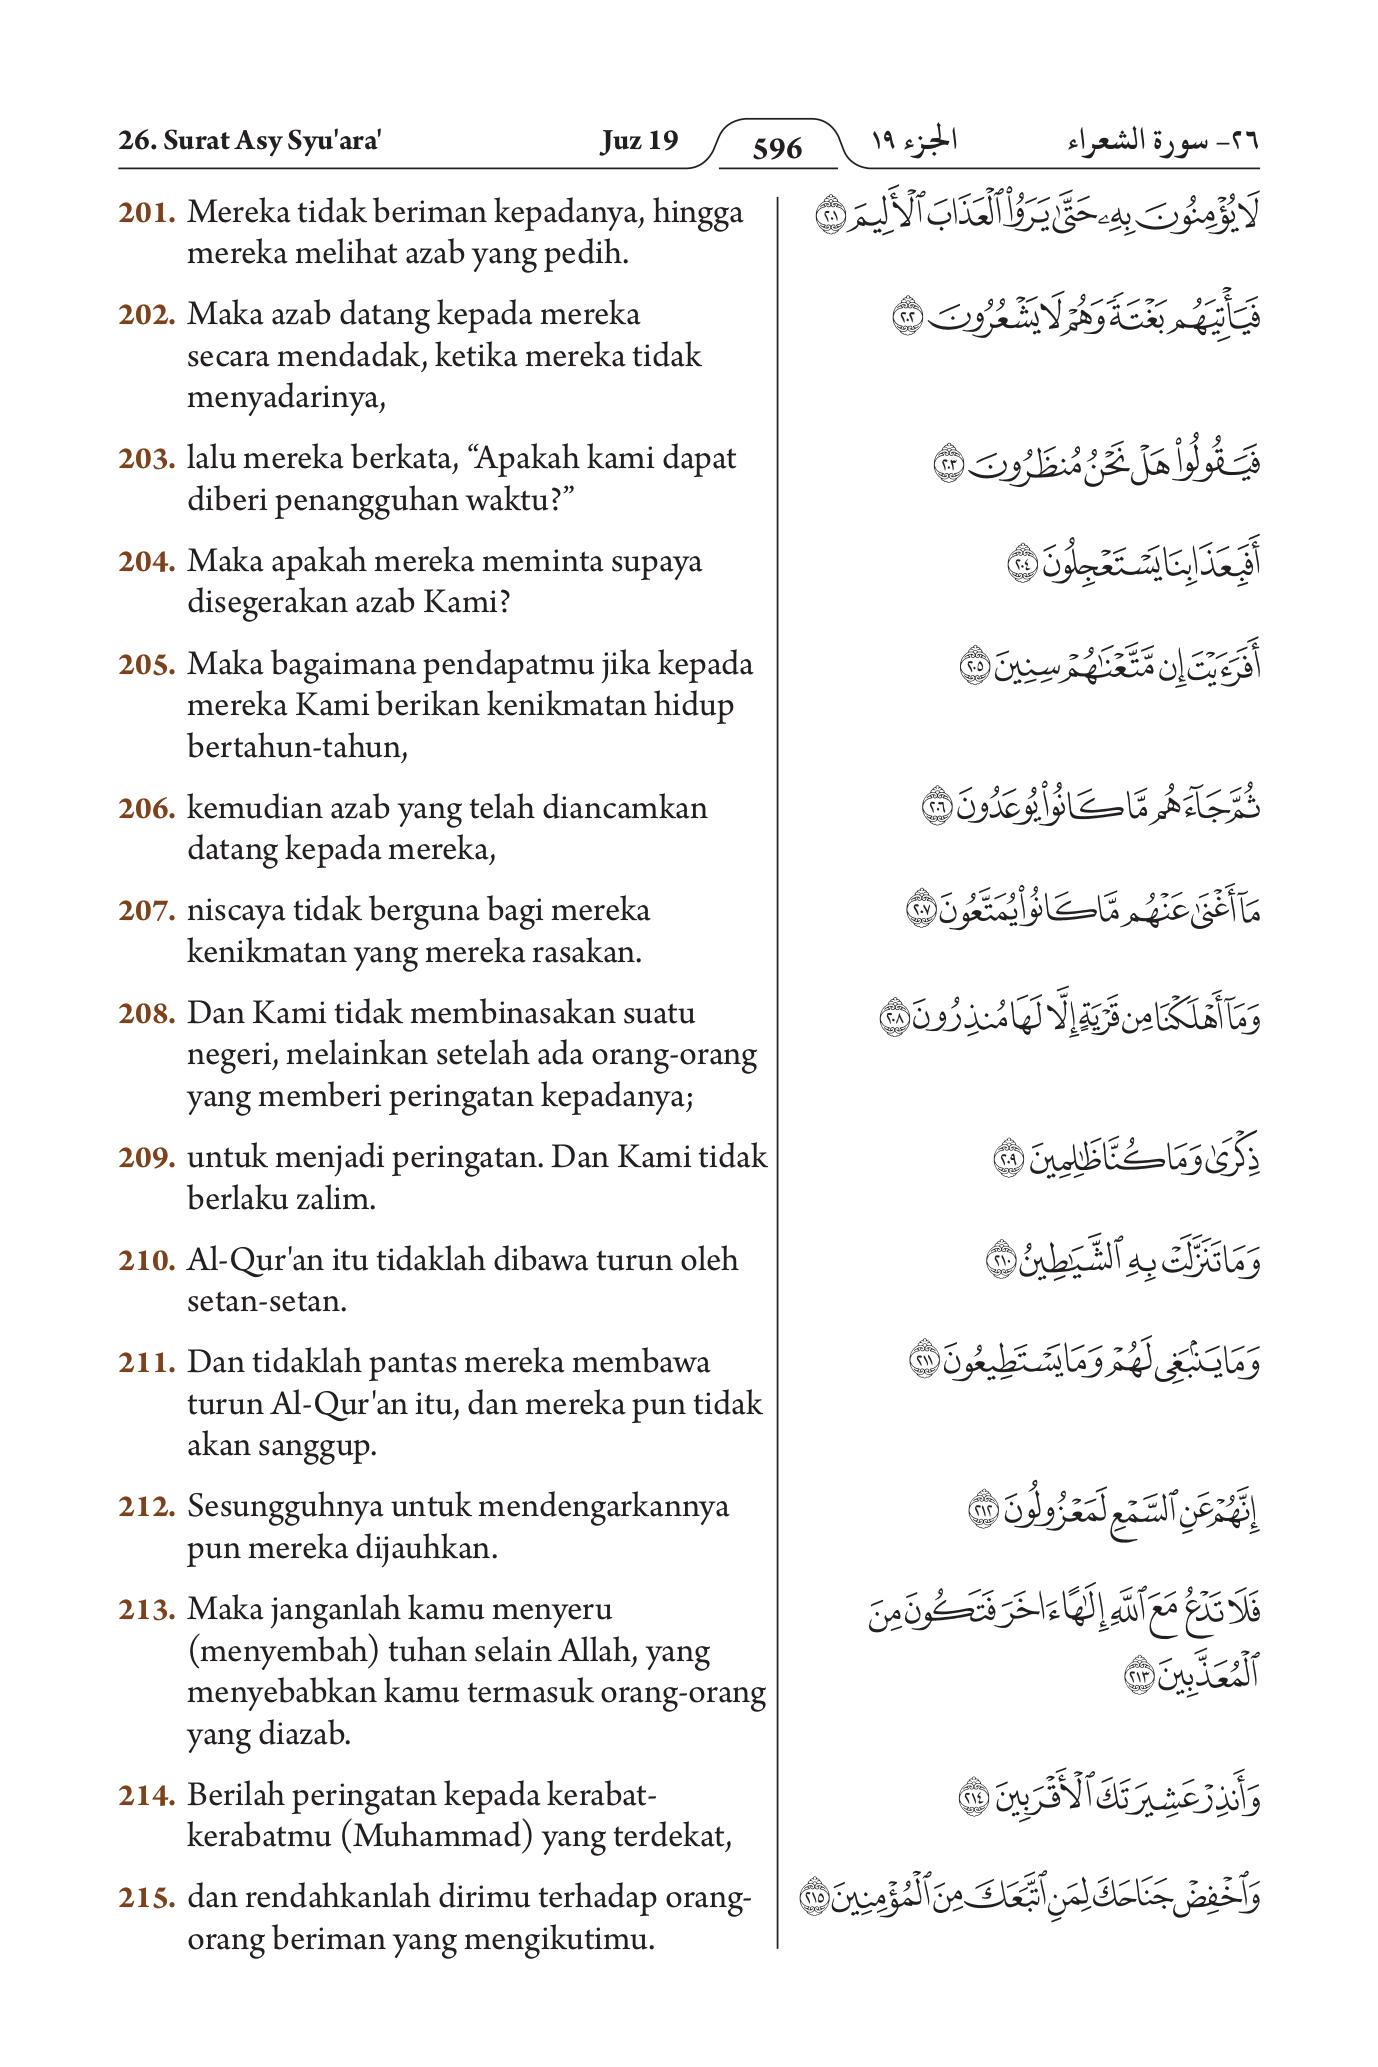 26. Surat Asy Syu'ara'
Juz 19
596
الجزء ١٩
٢٦- سورة الشعراء
201. Mereka tidak beriman kepadanya, hingga
mereka melihat azab yang pedih.
لَا يُؤْمِنُونَ بِهِۦ حَتَّىٰ يَرَوُا۟ ٱلْعَذَابَ ٱلْأَلِيمَ ٢٠١
202. Maka azab datang kepada mereka
secara mendadak, ketika mereka tidak
menyadarinya,
فَيَأْتِيَهُم بَغْتَةً وَهُمْ لَا يَشْعُرُونَ ٢٠٢
203. lalu mereka berkata, “Apakah kami dapat
diberi penangguhan waktu?”
فَيَقُولُوا۟ هَلْ نَحْنُ مُنظَرُونَ ٢٠٣
204. Maka apakah mereka meminta supaya
disegerakan azab Kami?
أَفَبِعَذَابِنَا يَسْتَعْجِلُونَ ٢٠٤
205. Maka bagaimana pendapatmu jika kepada
mereka Kami berikan kenikmatan hidup
bertahun-tahun,
أَفَرَءَيْتَ إِن مَّتَّعْنَٰهُمْ سِنِينَ ٢٠٥
206. kemudian azab yang telah diancamkan
datang kepada mereka,
ثُمَّ جَآءَهُم مَّا كَانُوا۟ يُوعَدُونَ ٢٠٦
207. niscaya tidak berguna bagi mereka
kenikmatan yang mereka rasakan.
مَآ أَغْنَىٰ عَنْهُم مَّا كَانُوا۟ يُمَتَّعُونَ ٢٠٧
208. Dan Kami tidak membinasakan suatu
negeri, melainkan setelah ada orang-orang
yang memberi peringatan kepadanya;
وَمَآ أَهْلَكْنَا مِن قَرْيَةٍ إِلَّا لَهَا مُنذِرُونَ ٢٠٨
209. untuk menjadi peringatan. Dan Kami tidak
berlaku zalim.
ذِكْرَىٰ وَمَا كُنَّا ظَٰلِمِينَ ٢٠٩
210. Al-Qur'an itu tidaklah dibawa turun oleh
setan-setan.
وَمَا تَنَزَّلَتْ بِهِ ٱلشَّيَٰطِينُ ٢١٠
211. Dan tidaklah pantas mereka membawa
turun Al-Qur'an itu, dan mereka pun tidak
akan sanggup.
وَمَا يَنۢبَغِى لَهُمْ وَمَا يَسْتَطِيعُونَ ٢١١
212. Sesungguhnya untuk mendengarkannya
pun mereka dijauhkan.
إِنَّهُمْ عَنِ ٱلسَّمْعِ لَمَعْزُولُونَ ٢١٢
213. Maka janganlah kamu menyeru
(menyembah) tuhan selain Allah, yang
menyebabkan kamu termasuk orang-orang
yang diazab.
فَلَا تَدْعُ مَعَ ٱللَّهِ إِلَٰهًا ءَاخَرَ فَتَكُونَ مِنَ
ٱلْمُعَذَّبِينَ ٢١٣
214. Berilah peringatan kepada kerabat-
kerabatmu (Muhammad) yang terdekat,
وَأَنذِرْ عَشِيرَتَكَ ٱلْأَقْرَبِينَ ٢١٤
215. dan rendahkanlah dirimu terhadap orang-
orang beriman yang mengikutimu.
وَٱخْفِضْ جَنَاحَكَ لِمَنِ ٱتَّبَعَكَ مِنَ ٱلْمُؤْمِنِينَ ٢١٥